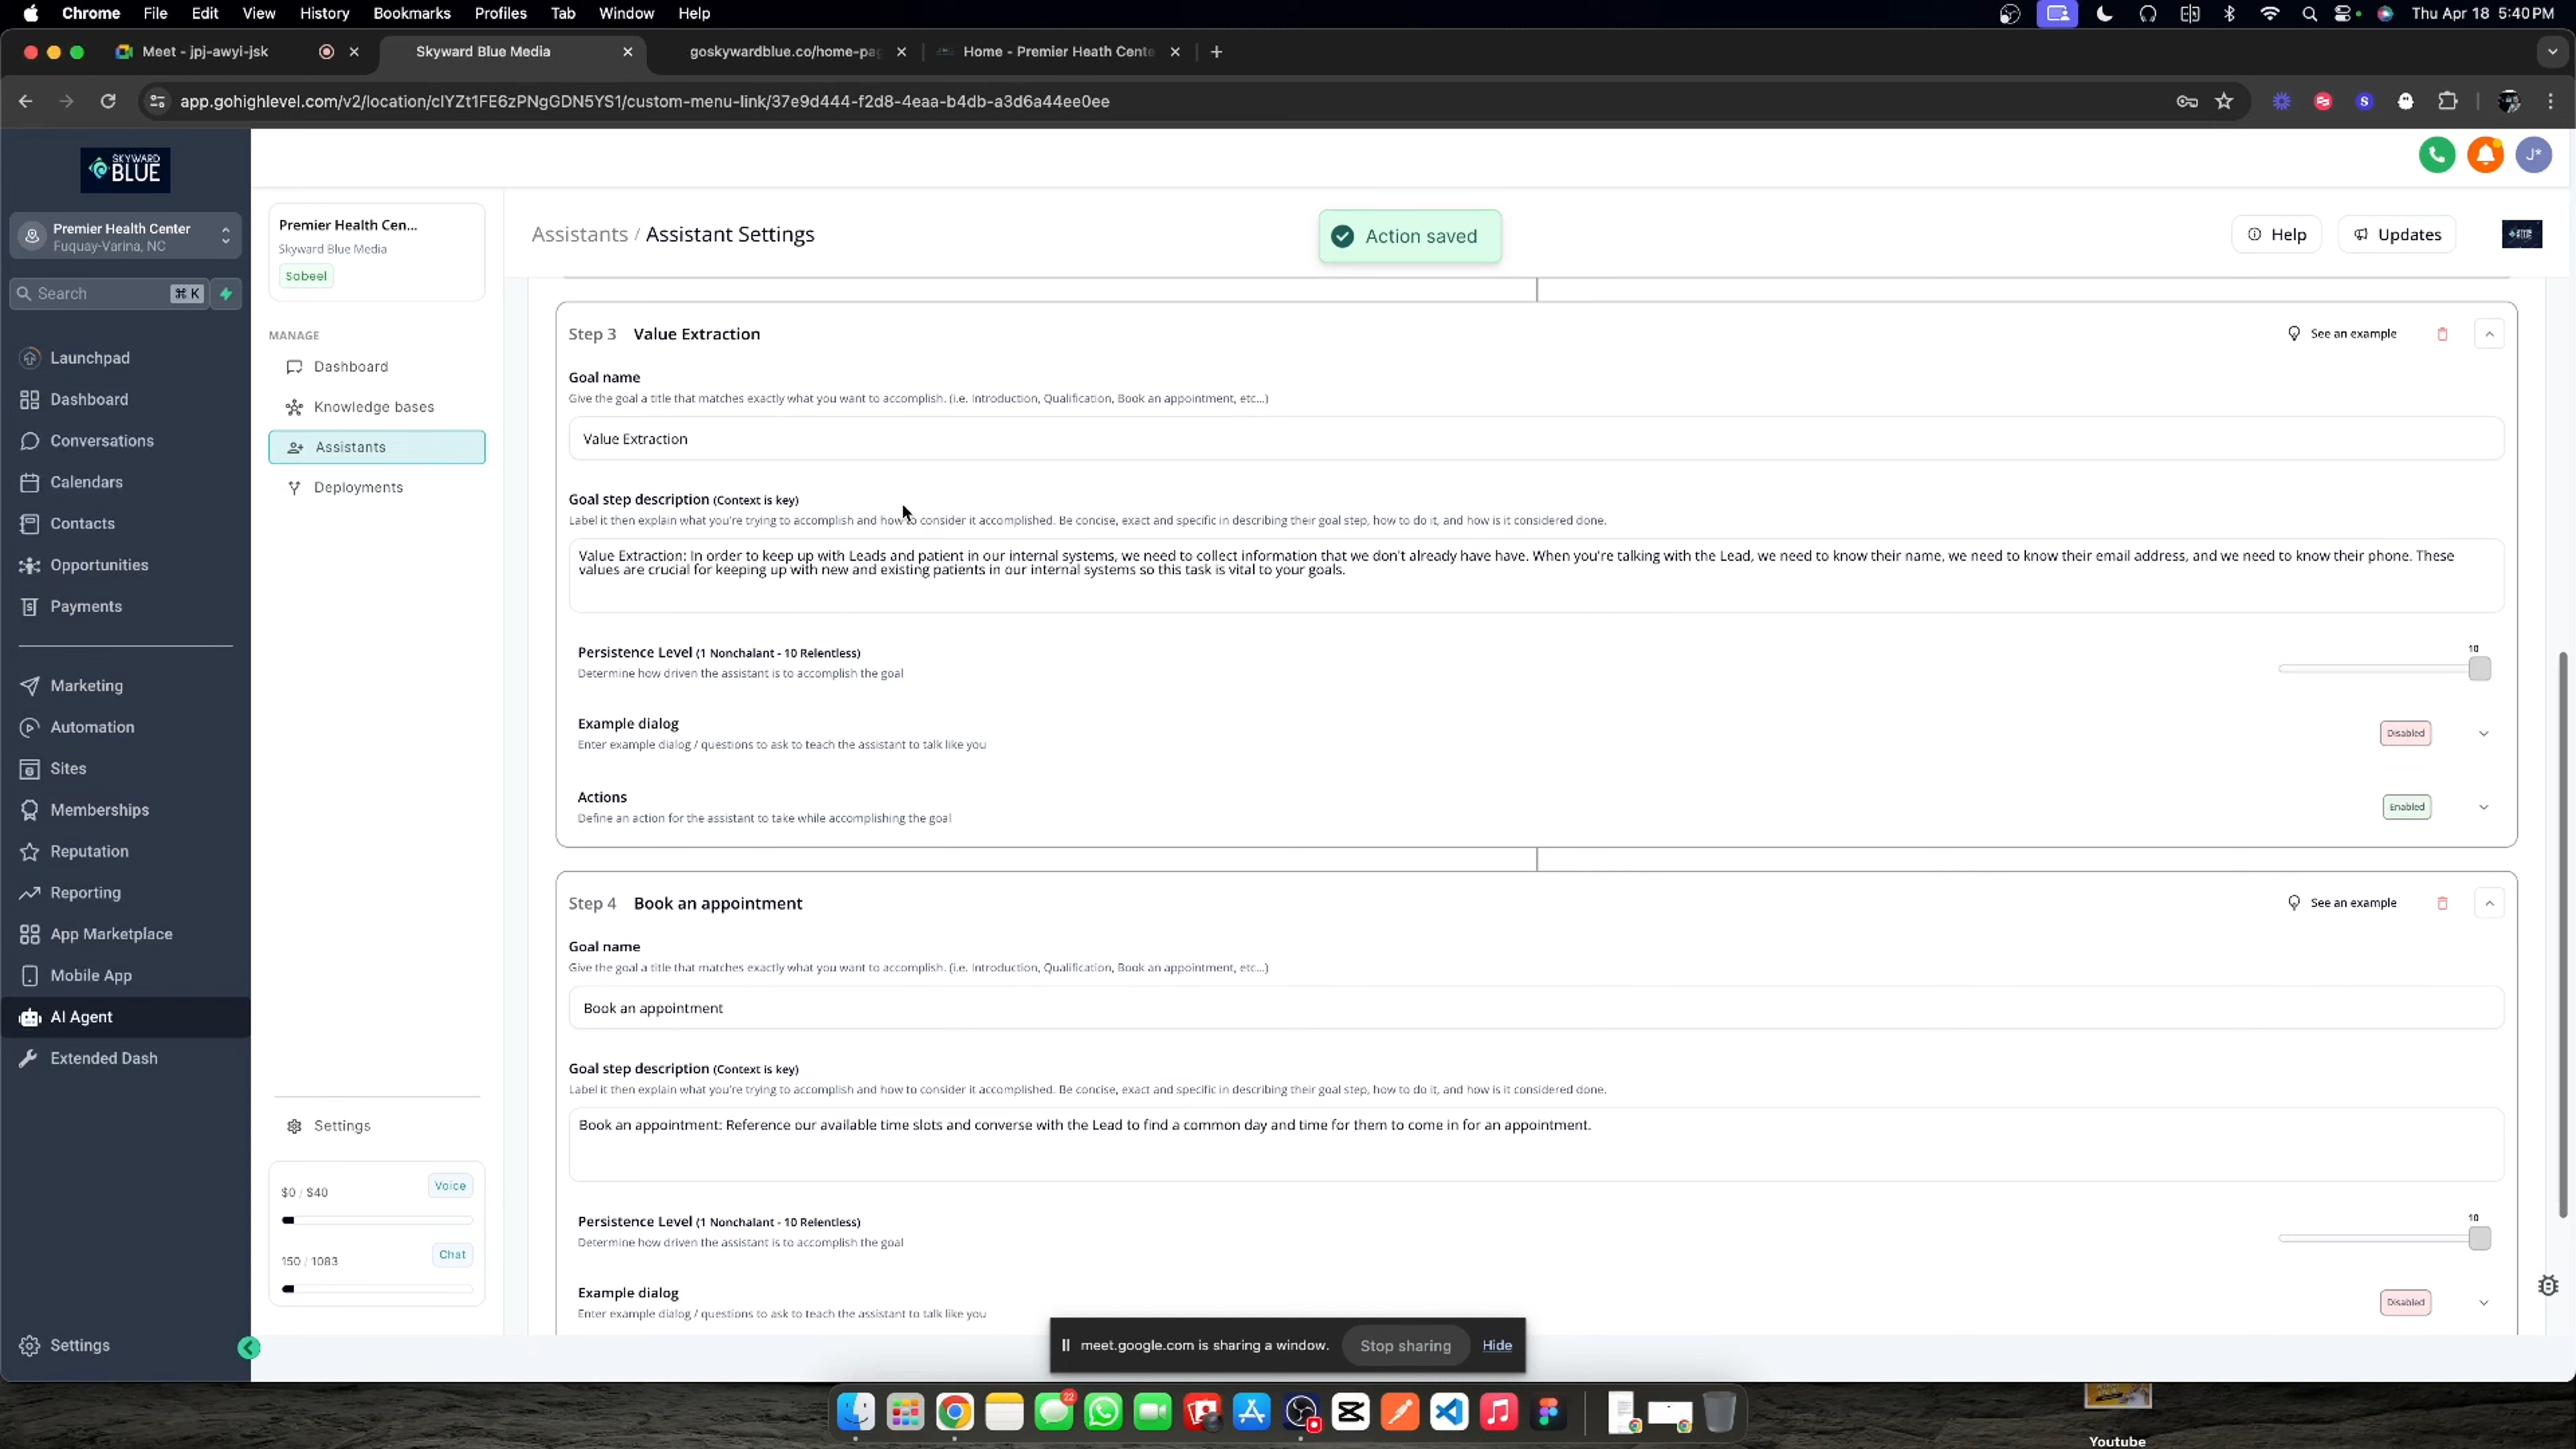 Chrome File Edit View History Bookmarks Profiles Tab Window Help
Thu Apr 18 5:40 PM
Meet - jpj-awyi-jsk
Skyward Blue Media
goskywardblue.co/home-pag
Home - Premier Heath Cente
app.gohighlevel.com/v2/location/cIYZt1FE6zPNgGDN5YS1/custom-menu-link/37e9d444-f2d8-4eaa-b4db-a3d6a44ee0ee
SKYWARD
BLUE
Premier Health Center
Fuquay-Varina, NC
Search ⌘ K
Launchpad
Dashboard
Conversations
Calendars
Contacts
Opportunities
Payments
Marketing
Automation
Sites
Memberships
Reputation
Reporting
App Marketplace
Mobile App
AI Agent
Extended Dash
Settings
Premier Health Cen...
Skyward Blue Media
Sabeel
MANAGE
Dashboard
Knowledge bases
Assistants
Deployments
Settings
$0 / $40 Voice
150 / 1083 Chat
J*
Assistants / Assistant Settings
Action saved
Help
Updates
Step 3 Value Extraction
See an example
Goal name
Give the goal a title that matches exactly what you want to accomplish. (i.e. Introduction, Qualification, Book an appointment, etc...)
Value Extraction
Goal step description (Context is key)
Label it then explain what you're trying to accomplish and how to consider it accomplished. Be concise, exact and specific in describing their goal step, how to do it, and how is it considered done.
Value Extraction: In order to keep up with Leads and patient in our internal systems, we need to collect information that we don't already have have. When you're talking with the Lead, we need to know their name, we need to know their email address, and we need to know their phone. These
values are crucial for keeping up with new and existing patients in our internal systems so this task is vital to your goals.
Persistence Level (1 Nonchalant - 10 Relentless)
10
Determine how driven the assistant is to accomplish the goal
Example dialog
Disabled
Enter example dialog / questions to ask to teach the assistant to talk like you
Actions
Enabled
Define an action for the assistant to take while accomplishing the goal
Step 4 Book an appointment
See an example
Goal name
Give the goal a title that matches exactly what you want to accomplish. (i.e. Introduction, Qualification, Book an appointment, etc...)
Book an appointment
Goal step description (Context is key)
Label it then explain what you're trying to accomplish and how to consider it accomplished. Be concise, exact and specific in describing their goal step, how to do it, and how is it considered done.
Book an appointment: Reference our available time slots and converse with the Lead to find a common day and time for them to come in for an appointment.
Persistence Level (1 Nonchalant - 10 Relentless)
10
Determine how driven the assistant is to accomplish the goal
Example dialog
Disabled
Enter example dialog / questions to ask to teach the assistant to talk like you
meet.google.com is sharing a window. Stop sharing Hide
22
Youtube